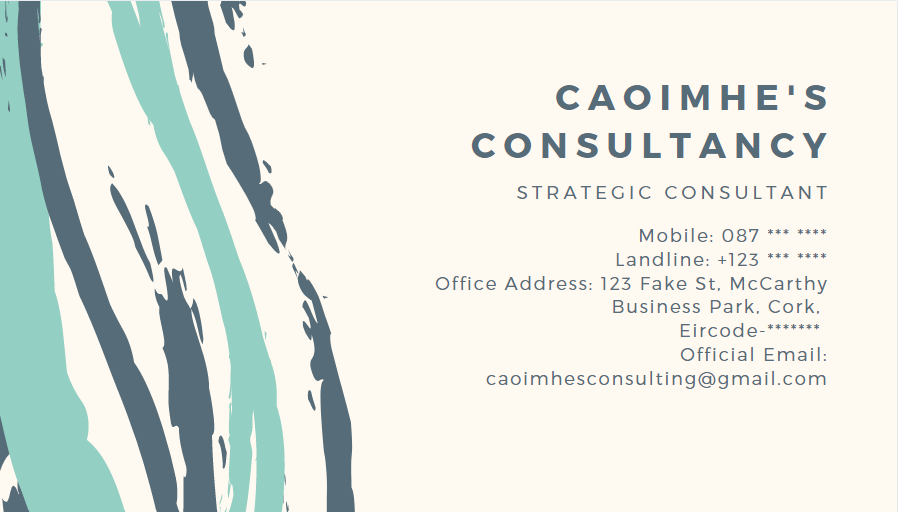 CAOIMHE'S
CONSULTANCY
STRATEGIC CONSULTANT
Mobile: 087 *** ****
Landline: +123 *** ****
Office Address: 123 Fake St, McCarthy
Business Park, Cork,
Eircode-*******
Official Email:
caoimhesconsulting@gmail.com